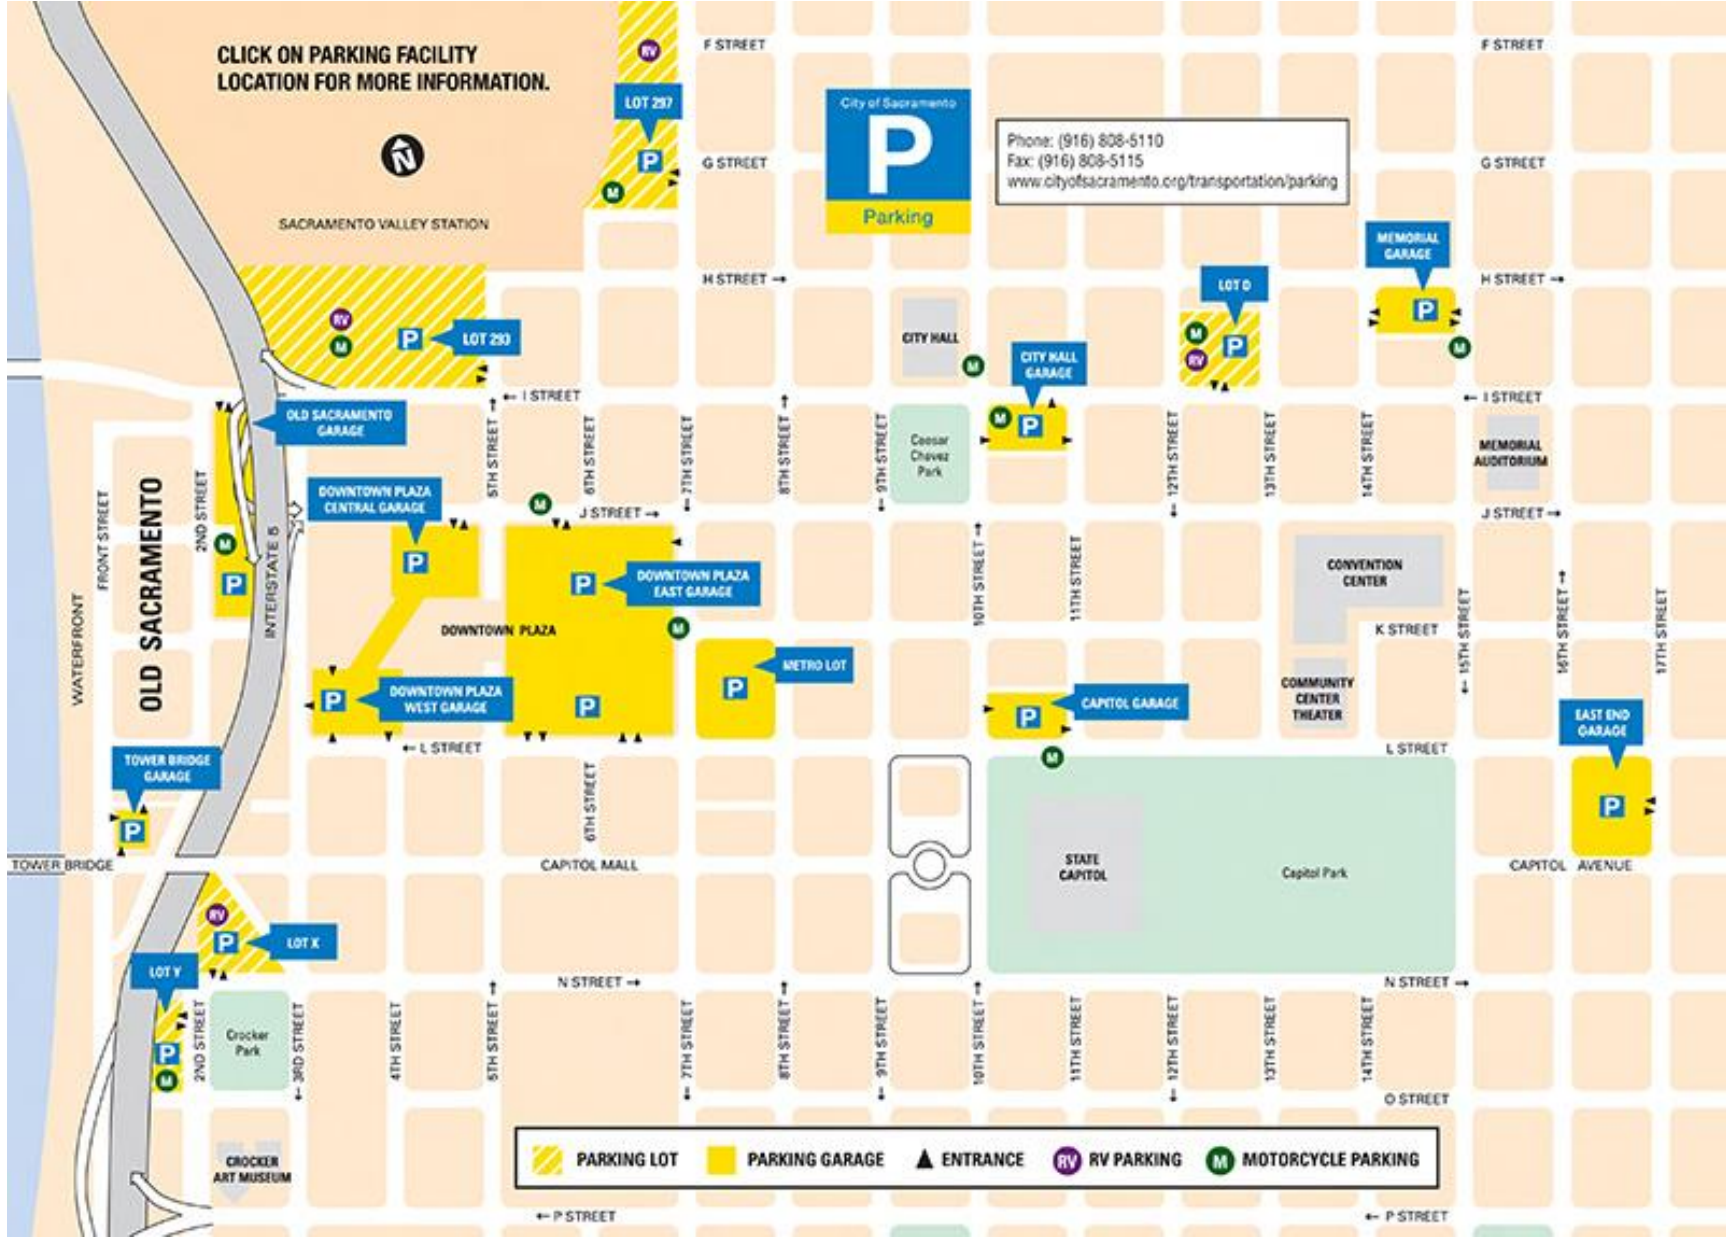 CLICK ON PARKING FACILITY
LOCATION FOR MORE INFORMATION.
N
SACRAMENTO VALLEY STATION
RV
LOT 297
P
M
F STREET
F STREET
City of Sacramento
P
Parking
Phone: (916) 808-5110
Fax: (916) 808-5115
www.cityofsacramento.org/transportation/parking
G STREET
G STREET
MEMORIAL
GARAGE
P
M
H STREET →
H STREET →
LOT D
M
RV
P
RV
M
P
LOT 293
CITY HALL
M
CITY HALL
GARAGE
M
P
← I STREET
← I STREET
OLD SACRAMENTO
GARAGE
5TH STREET →
6TH STREET
← 7TH STREET
8TH STREET →
← 9TH STREET
Ceesar
Chavez
Park
← 12TH STREET
13TH STREET
14TH STREET
MEMORIAL
AUDITORIUM
DOWNTOWN PLAZA
CENTRAL GARAGE
P
M
J STREET →
J STREET →
WATERFRONT
FRONT STREET
OLD SACRAMENTO
2ND STREET
M
P
INTERSTATE 5
P
DOWNTOWN PLAZA
EAST GARAGE
DOWNTOWN PLAZA
M
10TH STREET →
11TH STREET
CONVENTION
CENTER
K STREET
← 15TH STREET
16TH STREET →
17TH STREET
P
DOWNTOWN PLAZA
WEST GARAGE
P
P
METRO LOT
P
CAPITOL GARAGE
M
COMMUNITY
CENTER
THEATER
EAST END
GARAGE
P
← L STREET
L STREET
TOWER BRIDGE
GARAGE
P
6TH STREET
TOWER BRIDGE
CAPITOL MALL
STATE
CAPITOL
Capitol Park
CAPITOL AVENUE
RV
P
LOT X
LOT Y
P
M
N STREET →
N STREET →
2ND STREET
Crocker
Park
← 3RD STREET
4TH STREET
5TH STREET →
← 7TH STREET
8TH STREET →
← 9TH STREET
10TH STREET →
11TH STREET
← 12TH STREET
13TH STREET
14TH STREET
O STREET
CROCKER
ART MUSEUM
PARKING LOT
PARKING GARAGE
ENTRANCE
RV RV PARKING
M MOTORCYCLE PARKING
← P STREET
← P STREET